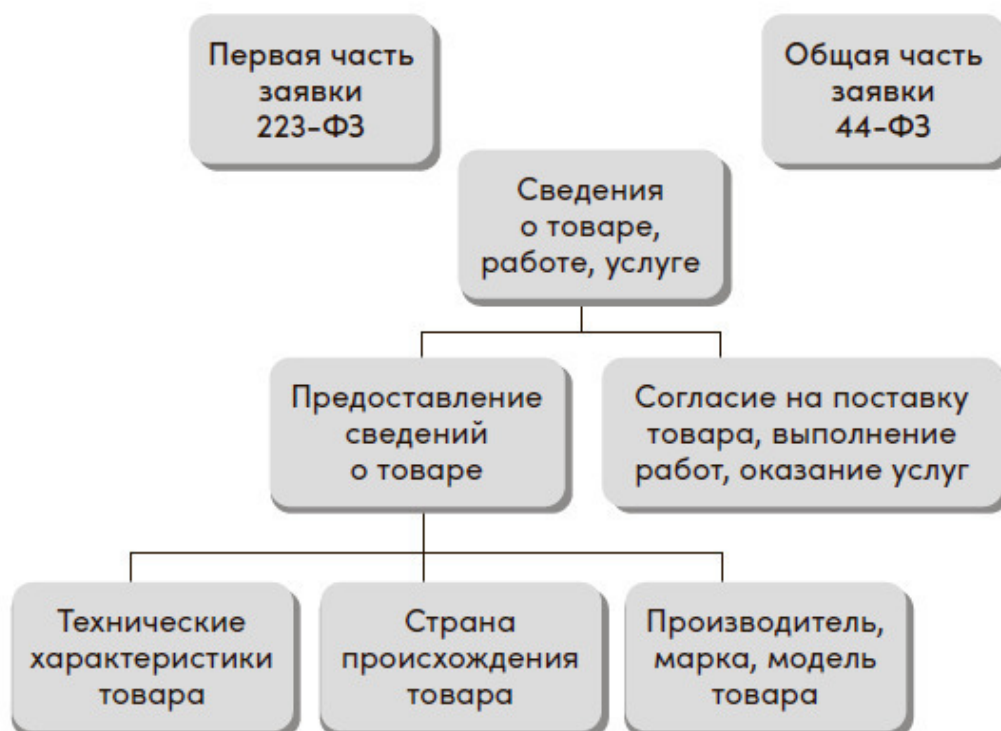 Первая часть
заявки
223-ФЗ
Общая часть
заявки
44-ФЗ
Сведения
о товаре,
работе, услуге
Предоставление
сведений
о товаре
Согласие на поставку
товара, выполнение
работ, оказание услуг
Технические
характеристики
товара
Страна
происхождения
товара
Производитель,
марка, модель
товара